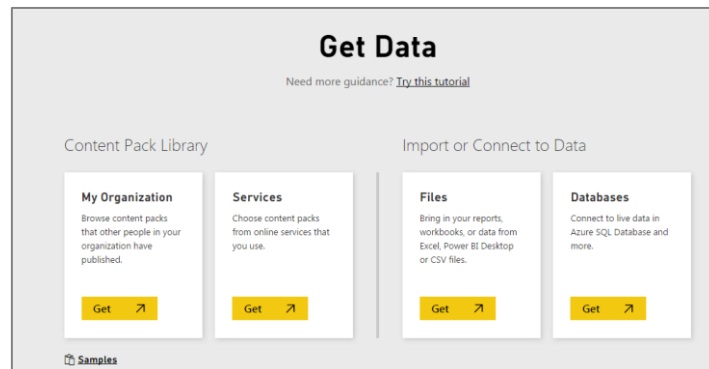 Get Data
Need more guidance? Try this tutorial
Content Pack Library
My Organization
Browse content packs
that other people in your
organization have
published.
Get
Services
Choose content packs
from online services that
you use.
Get
Import or Connect to Data
Files
Bring in your reports,
workbooks, or data from
Excel, Power BI Desktop
or CSV files.
Get
Databases
Connect to live data in
Azure SQL Database and
more.
Get
Samples